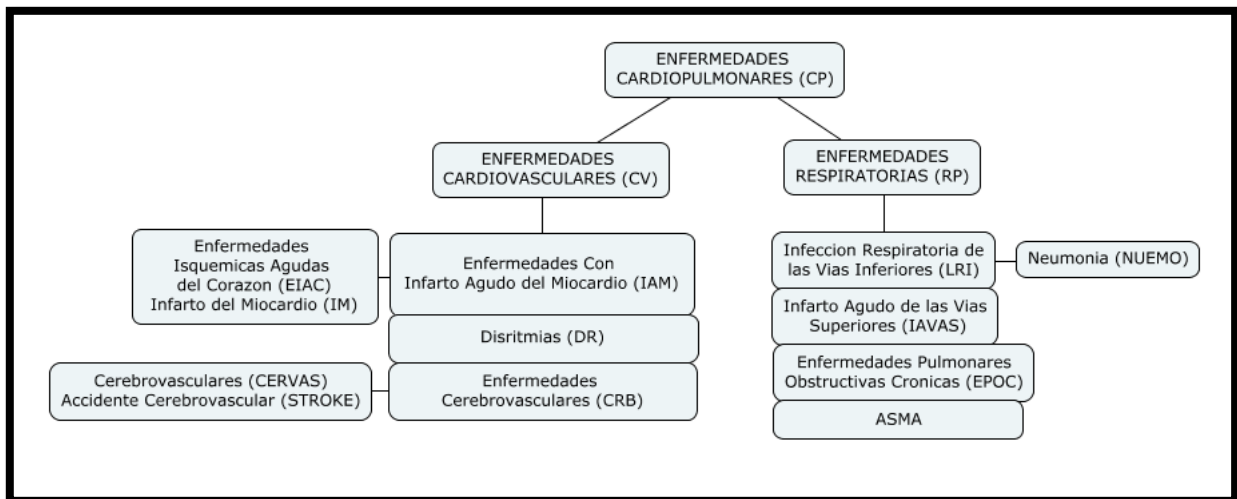 ENFERMEDADES
CARDIOPULMONARES (CP)
ENFERMEDADES
CARDIOVASCULARES (CV)
ENFERMEDADES
RESPIRATORIAS (RP)
Enfermedades
Isquemicas Agudas
del Corazon (EIAC)
Infarto del Miocardio (IM)
Enfermedades Con
Infarto Agudo del Miocardio (IAM)
Disritmias (DR)
Cerebrovasculares (CERVAS)
Accidente Cerebrovascular (STROKE)
Enfermedades
Cerebrovasculares (CRB)
Infeccion Respiratoria de
las Vias Inferiores (LRI)
Neumonia (NUEMO)
Infarto Agudo de las Vias
Superiores (IAVAS)
Enfermedades Pulmonares
Obstructivas Cronicas (EPOC)
ASMA